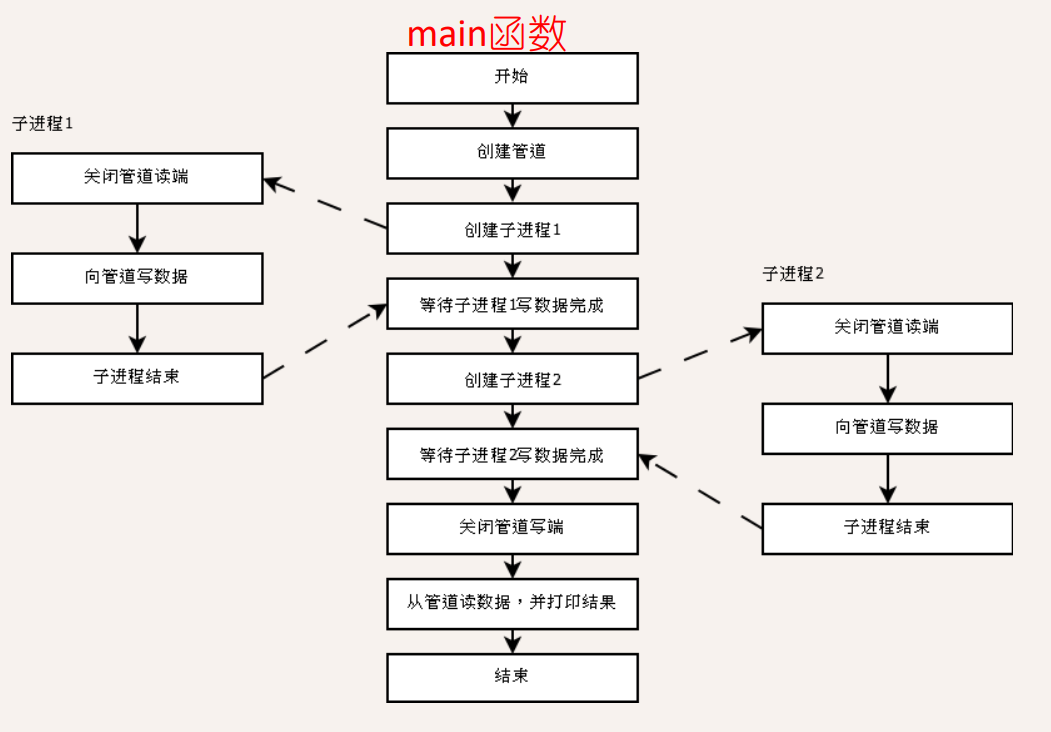 main函数
开始
创建管道
创建子进程1
等待子进程1写数据完成
创建子进程2
等待子进程2写数据完成
关闭管道写端
从管道读数据，并打印结果
结束
子进程1
关闭管道读端
向管道写数据
子进程结束
子进程2
关闭管道读端
向管道写数据
子进程结束